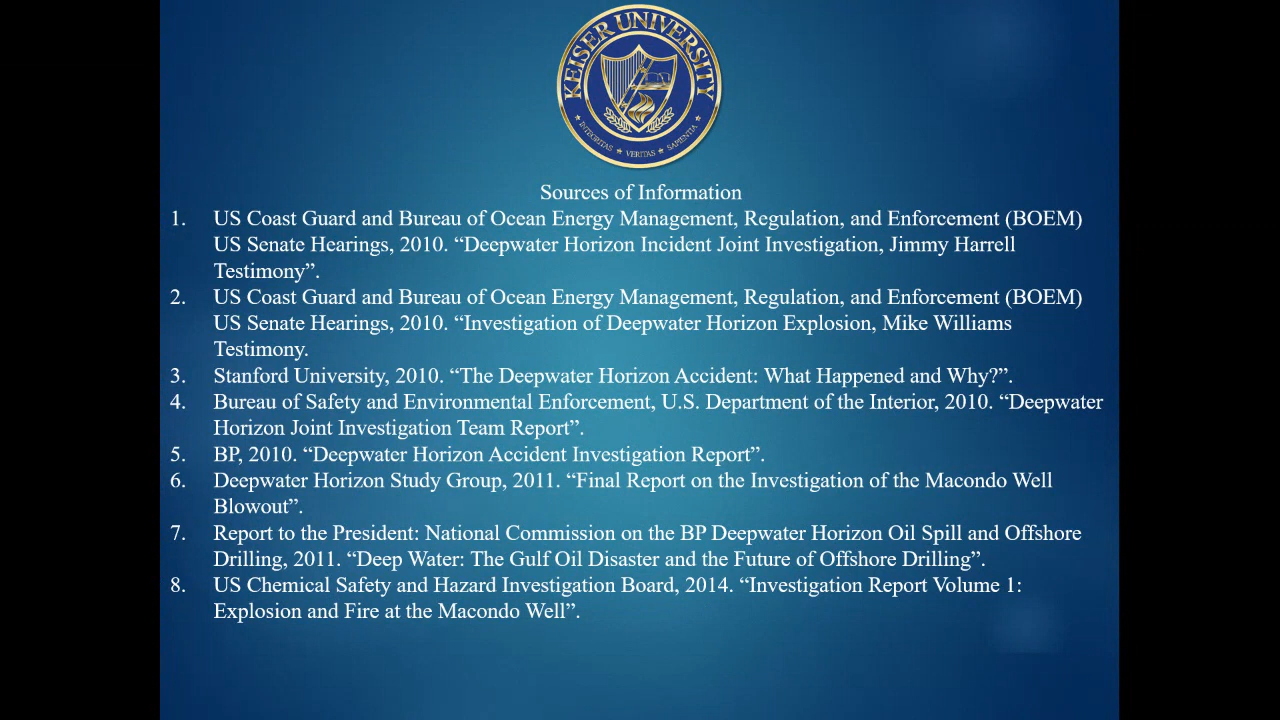 KEISER UNIVERSITY
★ INTEGRITAS ★ VERITAS ★ SAPIENTIA ★
Sources of Information
1. US Coast Guard and Bureau of Ocean Energy Management, Regulation, and Enforcement (BOEM)
US Senate Hearings, 2010. “Deepwater Horizon Incident Joint Investigation, Jimmy Harrell
Testimony”.
2. US Coast Guard and Bureau of Ocean Energy Management, Regulation, and Enforcement (BOEM)
US Senate Hearings, 2010. “Investigation of Deepwater Horizon Explosion, Mike Williams
Testimony.
3. Stanford University, 2010. “The Deepwater Horizon Accident: What Happened and Why?”.
4. Bureau of Safety and Environmental Enforcement, U.S. Department of the Interior, 2010. “Deepwater
Horizon Joint Investigation Team Report”.
5. BP, 2010. “Deepwater Horizon Accident Investigation Report”.
6. Deepwater Horizon Study Group, 2011. “Final Report on the Investigation of the Macondo Well
Blowout”.
7. Report to the President: National Commission on the BP Deepwater Horizon Oil Spill and Offshore
Drilling, 2011. “Deep Water: The Gulf Oil Disaster and the Future of Offshore Drilling”.
8. US Chemical Safety and Hazard Investigation Board, 2014. “Investigation Report Volume 1:
Explosion and Fire at the Macondo Well”.